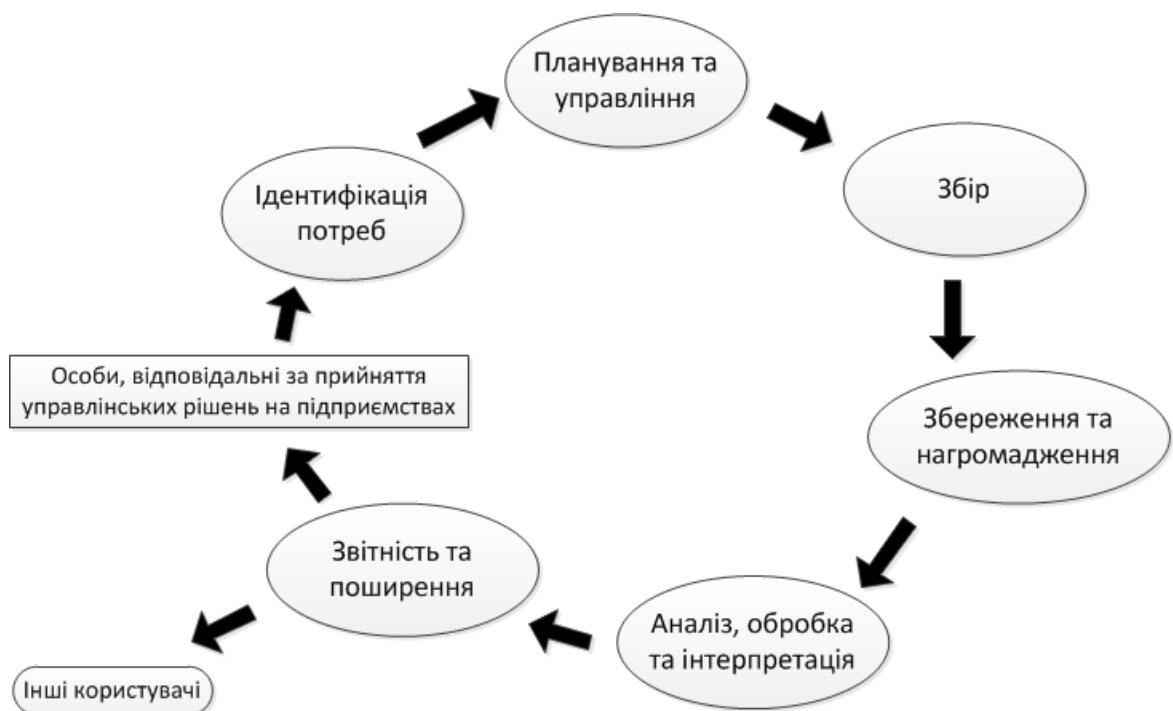 Планування та
управління
Збір
Ідентифікація
потреб
Особи, відповідальні за прийняття
управлінських рішень на підприємствах
Збереження та
нагромадження
Звітність та
поширення
Аналіз, обробка
та інтерпретація
Інші користувачі